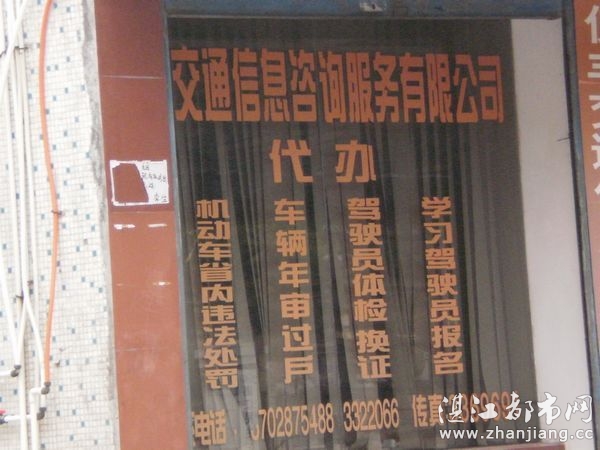 交通信息咨询服务有限公司
代办
机动车省内违法处罚
车辆年审过户
驾驶员体检换证
学习驾驶员报名
电话 702875488 3322066 传真
湛江都市网
www.zhanjiang.cc